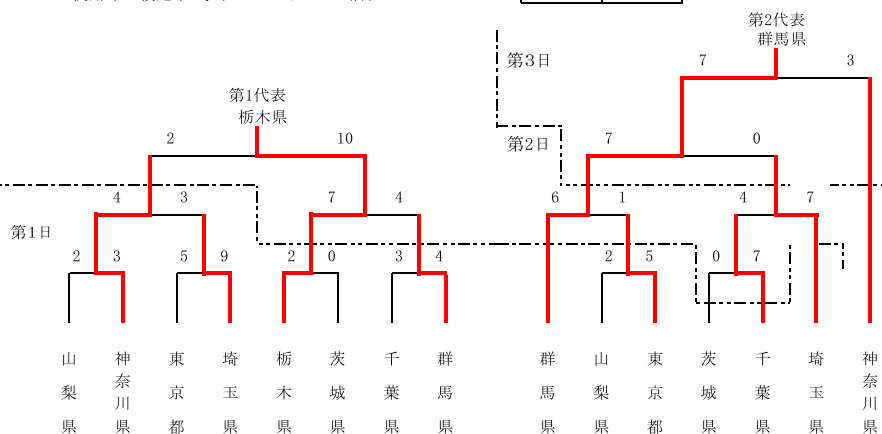 第2代表
群馬県
第3日
7 3
第1代表
栃木県
2 10
第2日
7 0
4 3 7 4
6 1 4 7
第1日
2 3 5 9 2 0 3 4
2 5 0 7
山梨県 神奈川県 東京都 埼玉県 栃木県 茨城県 千葉県 群馬県
群馬県 山梨県 東京都 茨城県 千葉県 埼玉県 神奈川県